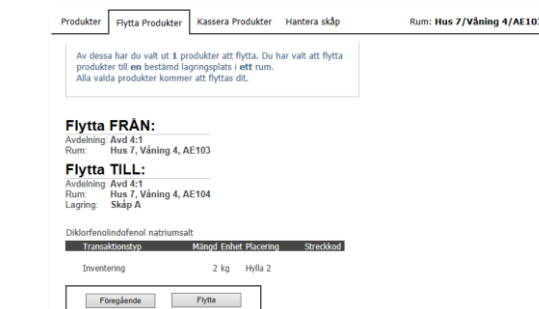 Produkter Flytta Produkter Kassera Produkter Hantera skåp Rum: Hus 7/Våning 4/AE103
Av dessa har du valt ut 1 produkter att flytta. Du har valt att flytta
produkter till en bestämd lagringsplats i ett rum.
Alla valda produkter kommer att flyttas dit.
Flytta FRÅN:
Avdelning: Avd 4:1
Rum: Hus 7, Våning 4, AE103
Flytta TILL:
Avdelning: Avd 4:1
Rum: Hus 7, Våning 4, AE104
Lagring: Skåp A
Diklorfenolindofenol natriumsalt
Transaktionstyp Mängd Enhet Placering Streckkod
Inventering 2 kg Hylla 2
Föregående Flytta